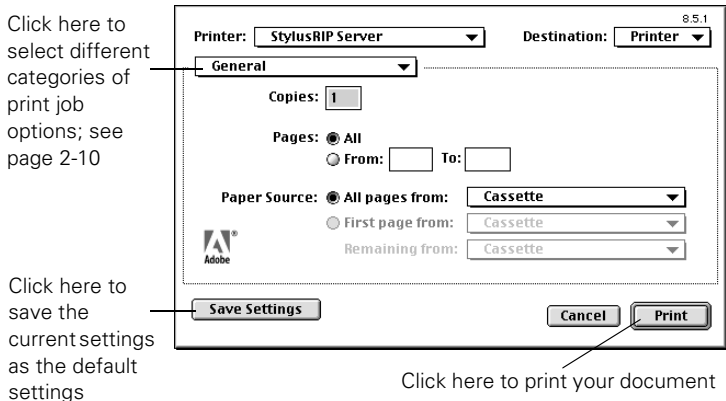 Click here to
select different
categories of
print job
options; see
page 2-10
8.5.1
Printer: StylusRIP Server Destination: Printer
General
Copies: 1
Pages: All
From: To:
Paper Source: All pages from: Cassette
First page from: Cassette
Remaining from: Cassette
Adobe®
Click here to
save the
current settings
as the default
settings
Save Settings Cancel Print
Click here to print your document